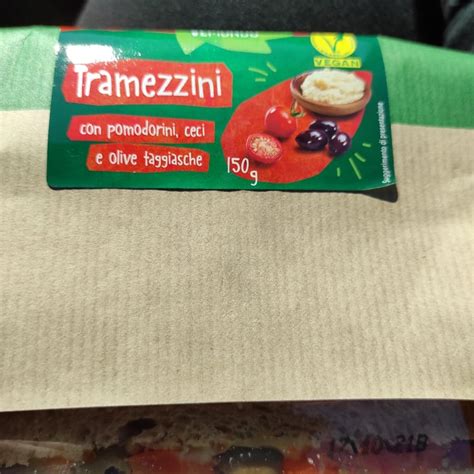 VEGAN
Tramezzini
con pomodorini, ceci
e olive taggiasche
150g
Suggerimento di presentazione